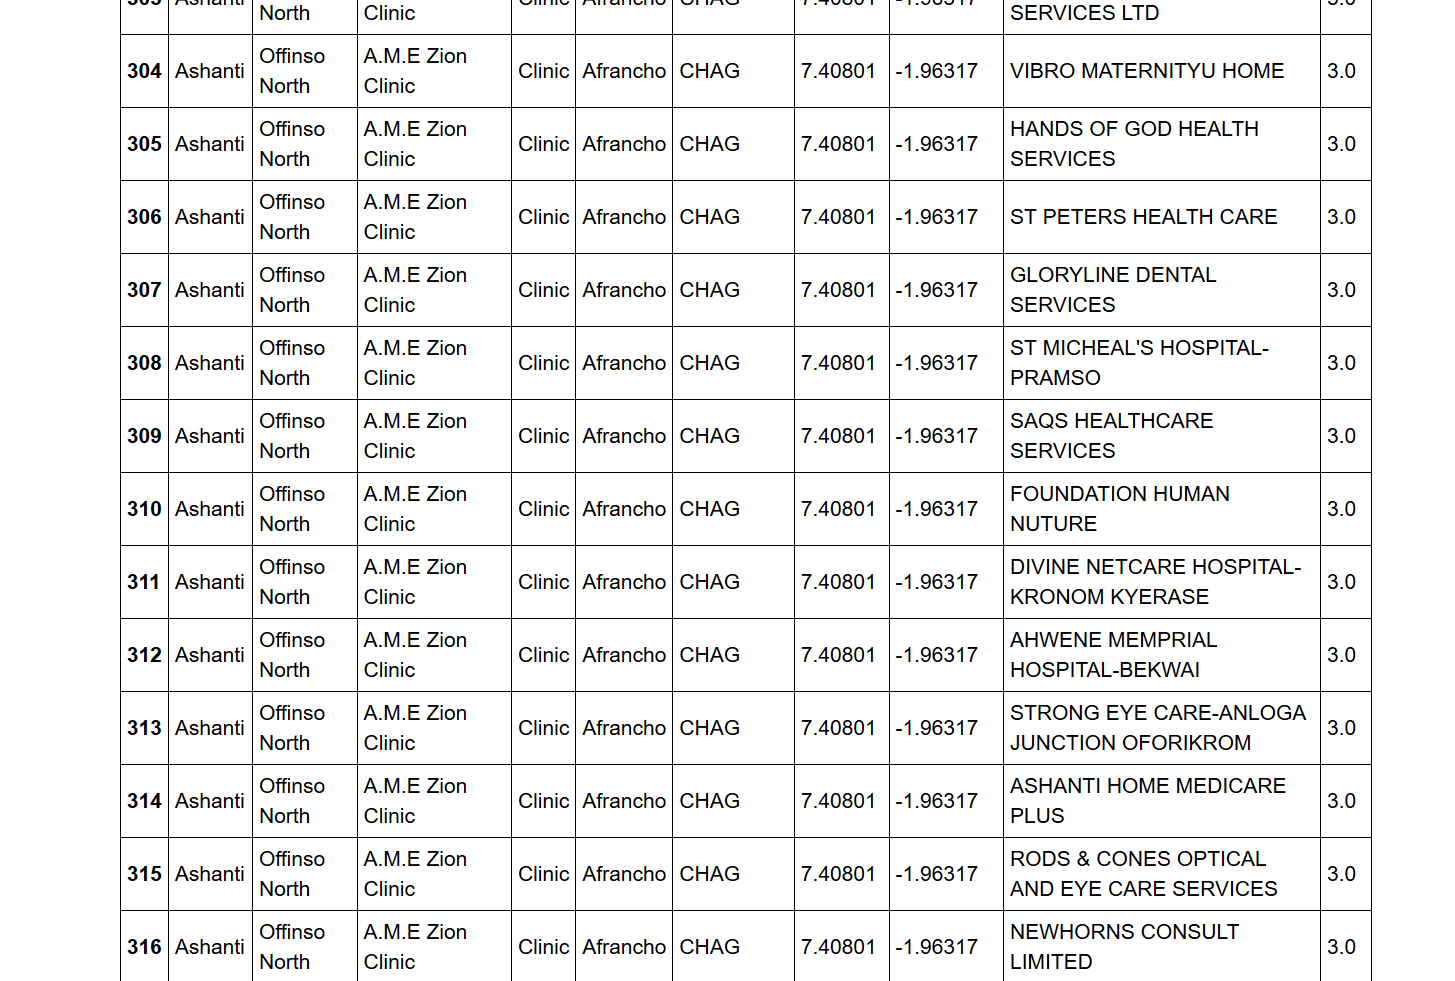 303 Ashanti North Clinic Clinic Afrancho CHAG 7.40801 -1.96317 SERVICES LTD 3.0
Offinso A.M.E Zion
304 Ashanti Clinic Afrancho CHAG 7.40801 -1.96317 VIBRO MATERNITYU HOME 3.0
North Clinic
Offinso A.M.E Zion HANDS OF GOD HEALTH
305 Ashanti Clinic Afrancho CHAG 7.40801 -1.96317 3.0
North Clinic SERVICES
Offinso A.M.E Zion
306 Ashanti Clinic Afrancho CHAG 7.40801 -1.96317 ST PETERS HEALTH CARE 3.0
North Clinic
Offinso A.M.E Zion GLORYLINE DENTAL
307 Ashanti Clinic Afrancho CHAG 7.40801 -1.96317 3.0
North Clinic SERVICES
Offinso A.M.E Zion ST MICHEAL'S HOSPITAL-
308 Ashanti Clinic Afrancho CHAG 7.40801 -1.96317 3.0
North Clinic PRAMSO
Offinso A.M.E Zion SAQS HEALTHCARE
309 Ashanti Clinic Afrancho CHAG 7.40801 -1.96317 3.0
North Clinic SERVICES
Offinso A.M.E Zion FOUNDATION HUMAN
310 Ashanti Clinic Afrancho CHAG 7.40801 -1.96317 3.0
North Clinic NUTURE
Offinso A.M.E Zion DIVINE NETCARE HOSPITAL-
311 Ashanti Clinic Afrancho CHAG 7.40801 -1.96317 3.0
North Clinic KRONOM KYERASE
Offinso A.M.E Zion AHWENE MEMPRIAL
312 Ashanti Clinic Afrancho CHAG 7.40801 -1.96317 3.0
North Clinic HOSPITAL-BEKWAI
Offinso A.M.E Zion STRONG EYE CARE-ANLOGA
313 Ashanti Clinic Afrancho CHAG 7.40801 -1.96317 3.0
North Clinic JUNCTION OFORIKROM
Offinso A.M.E Zion ASHANTI HOME MEDICARE
314 Ashanti Clinic Afrancho CHAG 7.40801 -1.96317 3.0
North Clinic PLUS
Offinso A.M.E Zion RODS & CONES OPTICAL
315 Ashanti Clinic Afrancho CHAG 7.40801 -1.96317 3.0
North Clinic AND EYE CARE SERVICES
Offinso A.M.E Zion NEWHORNS CONSULT
316 Ashanti Clinic Afrancho CHAG 7.40801 -1.96317 3.0
North Clinic LIMITED